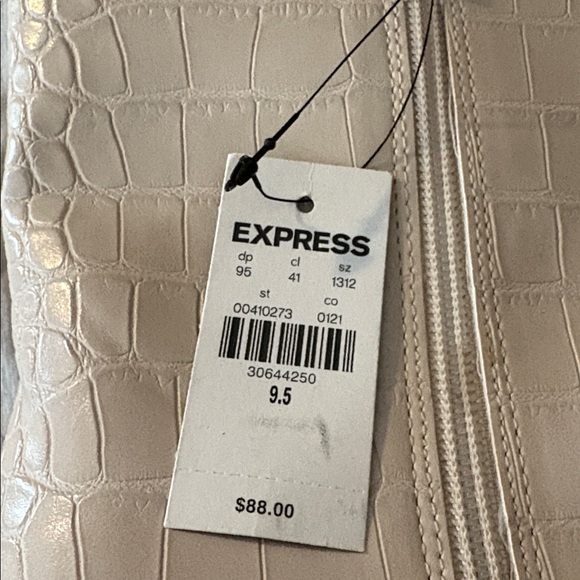 EXPRESS
dp cl sz
95 41 1312
st co
00410273 0121
30644250
9.5
$88.00